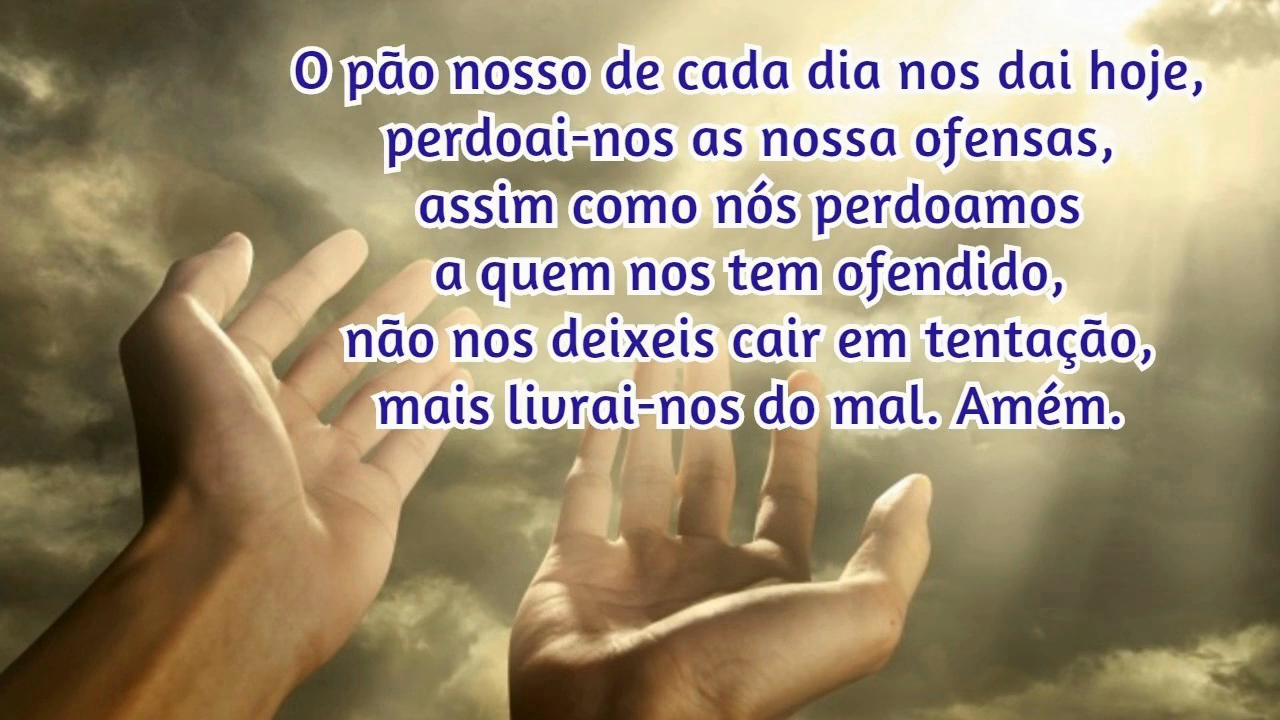 O pão nosso de cada dia nos dai hoje,
perdoai-nos as nossa ofensas,
assim como nós perdoamos
a quem nos tem ofendido,
não nos deixeis cair em tentação,
mais livrai-nos do mal. Amém.